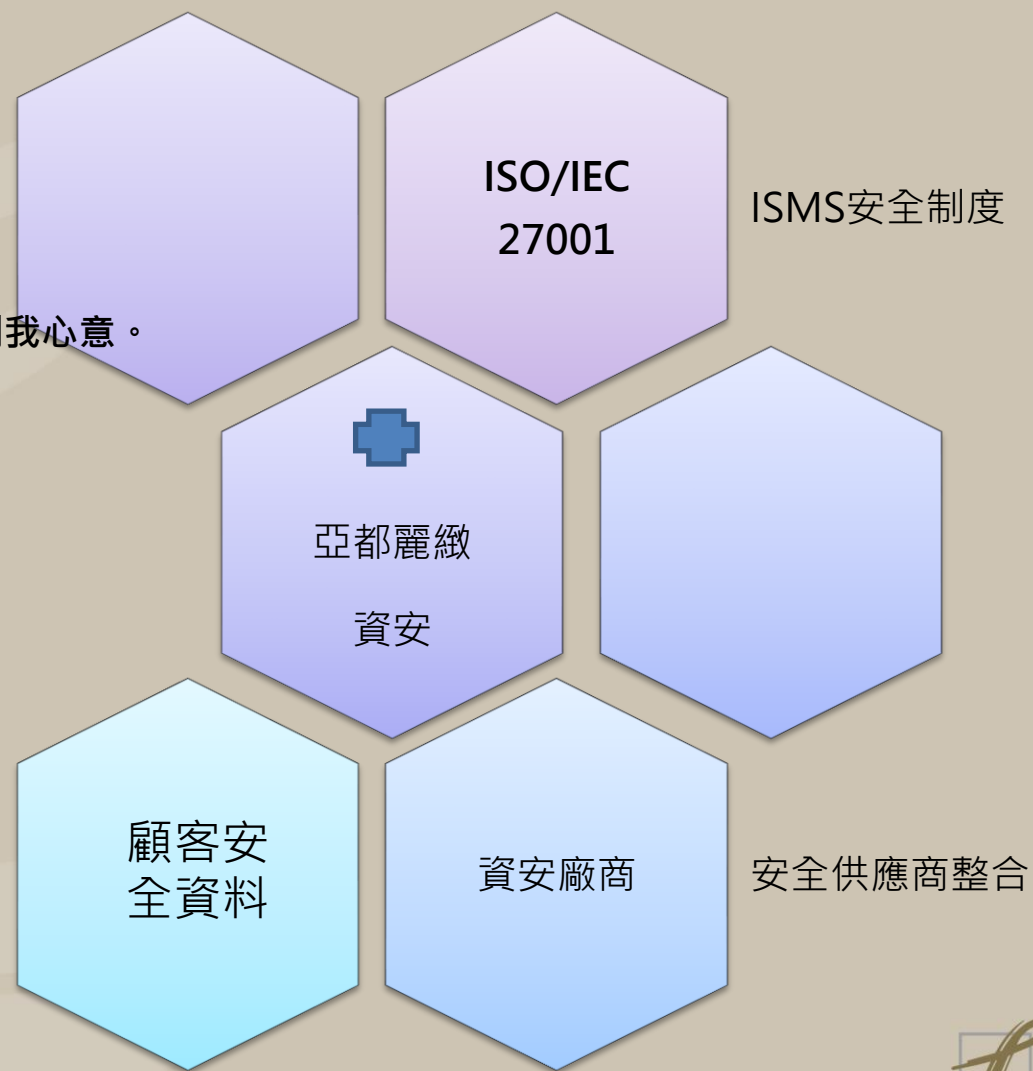 ISO/IEC
27001
ISMS安全制度
我心意。
亞都麗緻
資安
顧客安
全資料
資安廠商
安全供應商整合